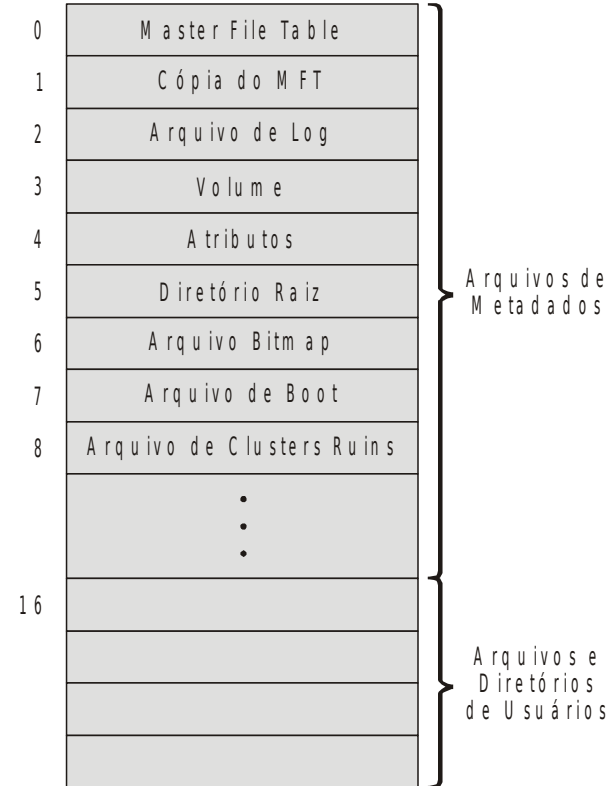 0 Master File Table
1 Cópia do MFT
2 Arquivo de Log
3 Volume
4 Atributos
5 Diretório Raiz
6 Arquivo Bitmap
7 Arquivo de Boot
8 Arquivo de Clusters Ruins
Arquivos de
Metadados
16
Arquivos e
Diretórios
de Usuários